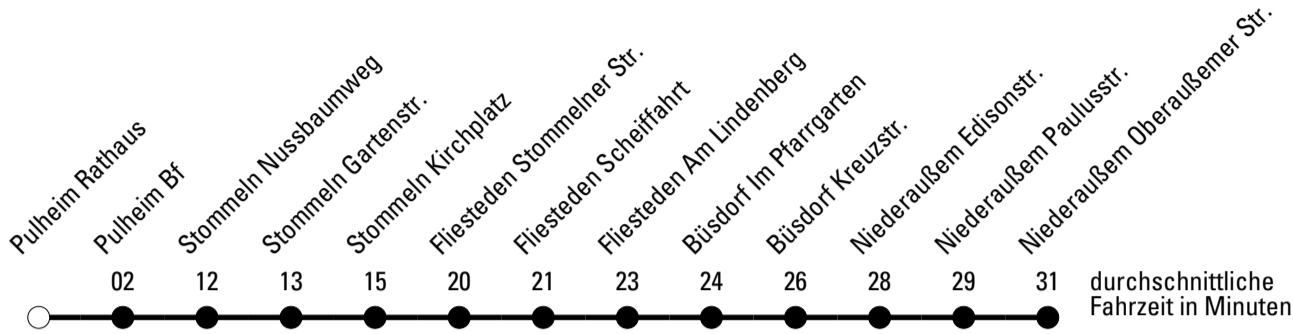 Pulheim Rathaus
Pulheim Bf
Stommeln Nussbaumweg
Stommeln Gartenstr.
Stommeln Kirchplatz
Fliesteden Stommelner Str.
Fliesteden Scheiffahrt
Fliesteden Am Lindenberg
Büsdorf Im Pfarrgarten
Büsdorf Kreuzstr.
Niederaußem Edisonstr.
Niederaußem Paulusstr.
Niederaußem Oberaußemer Str.
02 12 13 15 20 21 23 24 26 28 29 31
durchschnittliche
Fahrzeit in Minuten